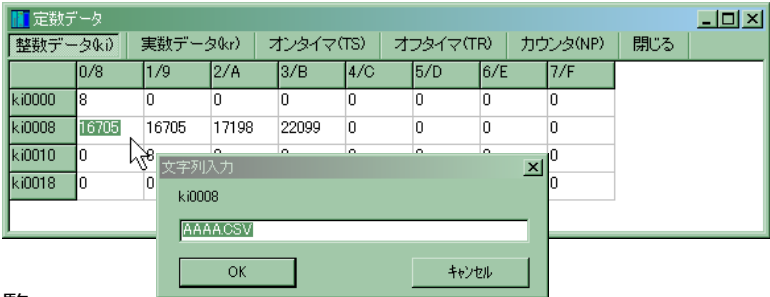 定数データ
整数データ(ki) 実数データ(kr) オンタイマ(TS) オフタイマ(TR) カウンタ(NP) 閉じる
0/8 1/9 2/A 3/B 4/C 5/D 6/E 7/F
ki0000 8 0 0 0 0 0 0 0
ki0008 16705 16705 17198 22099 0 0 0 0
ki0010 0 8 0
ki0018 0 0 0
文字列入力
ki0008
AAAA.CSV
OK キャンセル